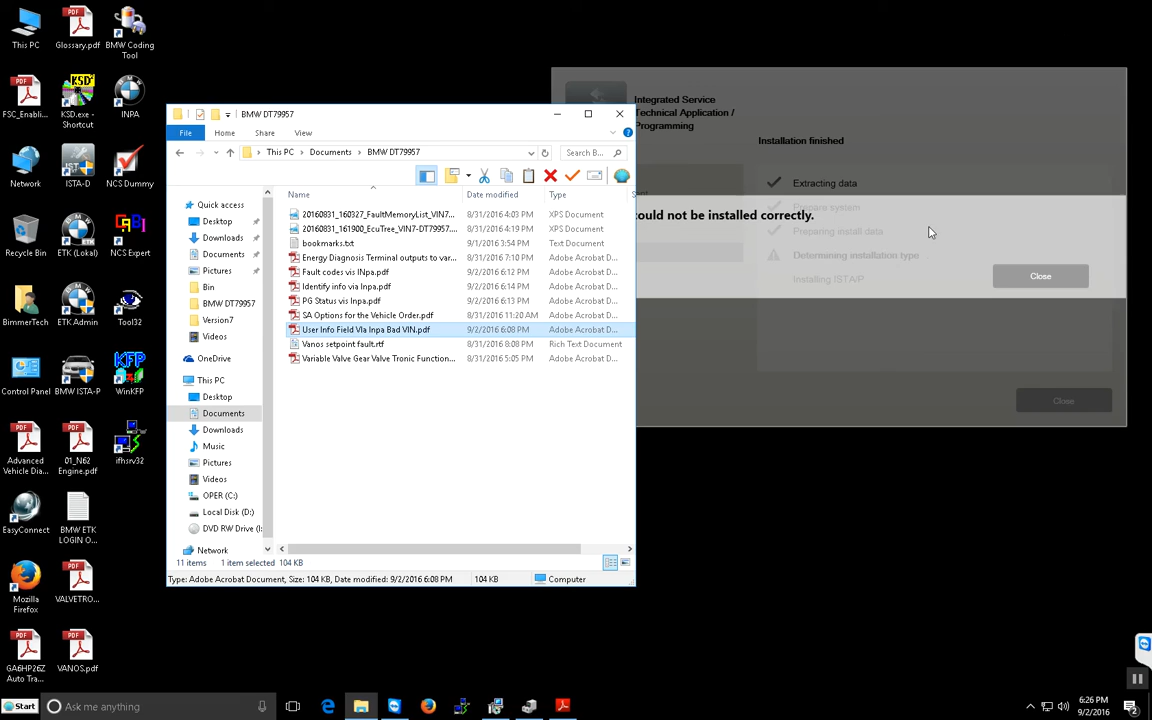 This PC
Glossary.pdf
BMW Coding
Tool
FSC_Enabli...
KSD.exe -
Shortcut
INPA
Network
ISTA-D
NCS Dummy
Recycle Bin
ETK (Local)
NCS Expert
BimmerTech
ETK Admin
Tool32
Control Panel
BMW ISTA-P
WinKFP
Advanced
Vehicle Dia...
01_N62
Engine.pdf
ifhsrv32
EasyConnect
BMW ETK
LOGIN O...
Mozilla
Firefox
VALVETRO...
GA6HP26Z
Auto Tra...
VANOS.pdf
BMW DT79957
File Home Share View
This PC Documents BMW DT79957
Search B...
Name Date modified Type
Quick access
Desktop
Downloads
Documents
Pictures
Bin
BMW DT79957
Version7
Videos
OneDrive
This PC
Desktop
Documents
Downloads
Music
Pictures
Videos
OPER (C:)
Local Disk (D:)
DVD RW Drive (I:
Network
20160831_160327_FaultMemoryList_VIN7... 8/31/2016 4:03 PM XPS Document
20160831_161900_EcuTree_VIN7-DT79957... 8/31/2016 4:19 PM XPS Document
bookmarks.txt 9/1/2016 3:54 PM Text Document
Energy Diagnosis Terminal outputs to var... 8/31/2016 5:09 PM Adobe Acrobat D...
Fault codes vis INpa.pdf 9/2/2016 6:12 PM Adobe Acrobat D...
Identify info via Inpa.pdf 9/2/2016 6:14 PM Adobe Acrobat D...
PG Status vis Inpa.pdf 9/2/2016 6:13 PM Adobe Acrobat D...
SA Options for the Vehicle Order.pdf 8/31/2016 11:20 AM Adobe Acrobat D...
User Info Field VIa Inpa Bad VIN.pdf 9/2/2016 6:08 PM Adobe Acrobat D...
Vanos setpoint fault.rtf 8/31/2016 8:08 PM Rich Text Document
Variable Valve Gear Valve Tronic Function... 8/31/2016 5:05 PM Adobe Acrobat D...
11 items 1 item selected 104 KB
Type: Adobe Acrobat Document, Size: 104 KB, Date modified: 9/2/2016 6:08 PM 104 KB Computer
Integrated Service
Technical Application /
Programming
Installation finished
Extracting data
Prepare system
could not be installed correctly.
Preparing install data
Determining installation type
Installing ISTA/P
Close
Close
Start
Ask me anything
6:26 PM
9/2/2016
2